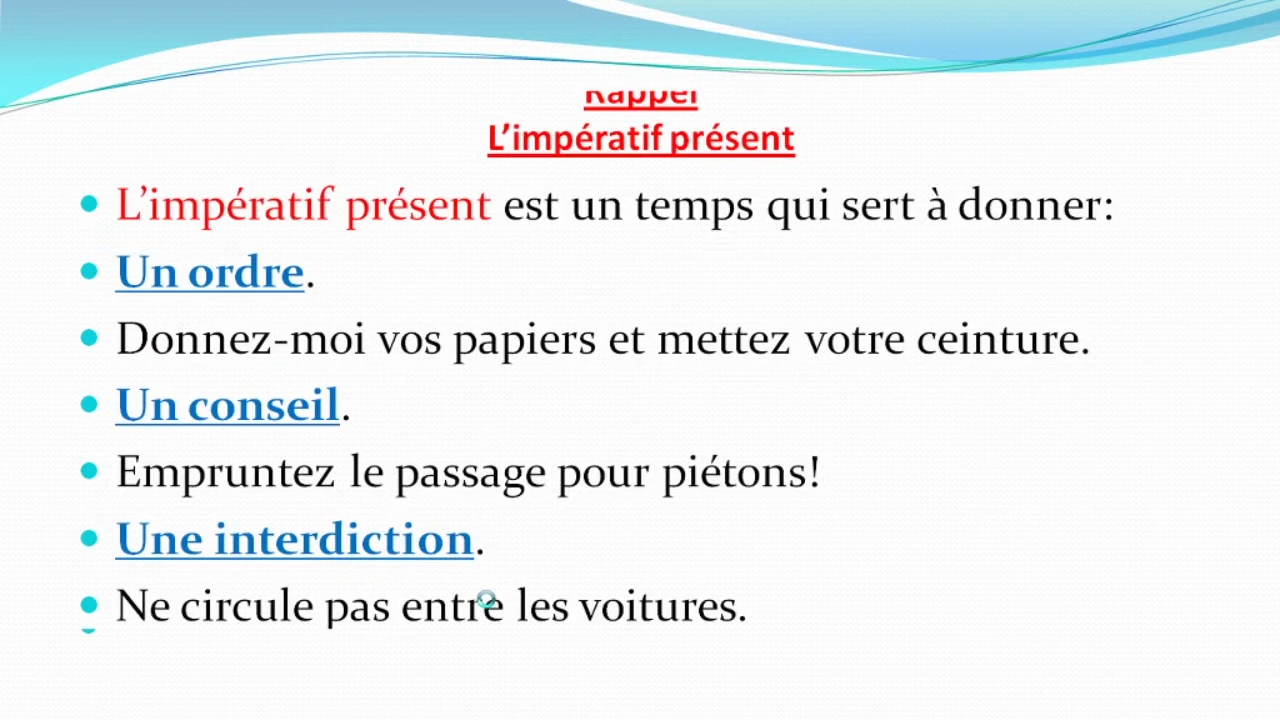 Rappel
L’impératif présent
L’impératif présent est un temps qui sert à donner:
Un ordre.
Donnez-moi vos papiers et mettez votre ceinture.
Un conseil.
Empruntez le passage pour piétons!
Une interdiction.
Ne circule pas entre les voitures.